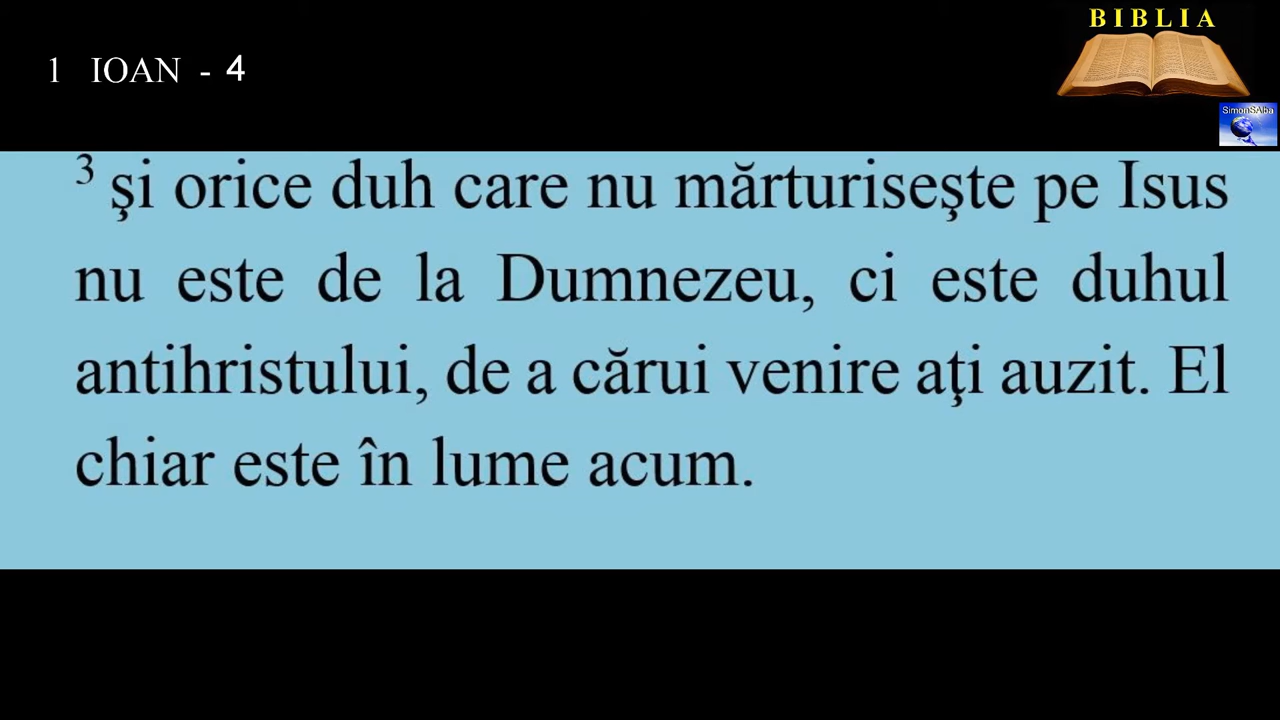 BIBLIA
1 IOAN - 4
SimonSAlba
3 şi orice duh care nu mărturiseşte pe Isus
nu este de la Dumnezeu, ci este duhul
antihristului, de a cărui venire aţi auzit. El
chiar este în lume acum.